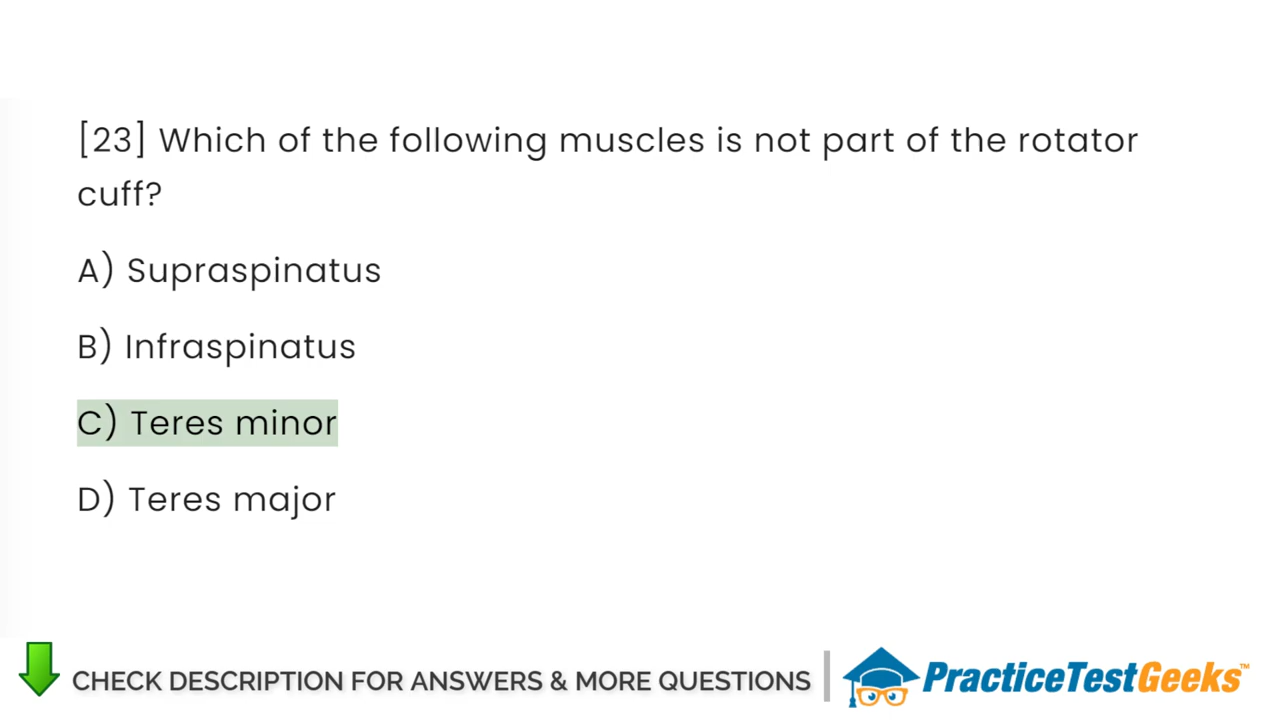 [23] Which of the following muscles is not part of the rotator
cuff?
A) Supraspinatus
B) Infraspinatus
C) Teres minor
D) Teres major
CHECK DESCRIPTION FOR ANSWERS & MORE QUESTIONS
PracticeTestGeeks™